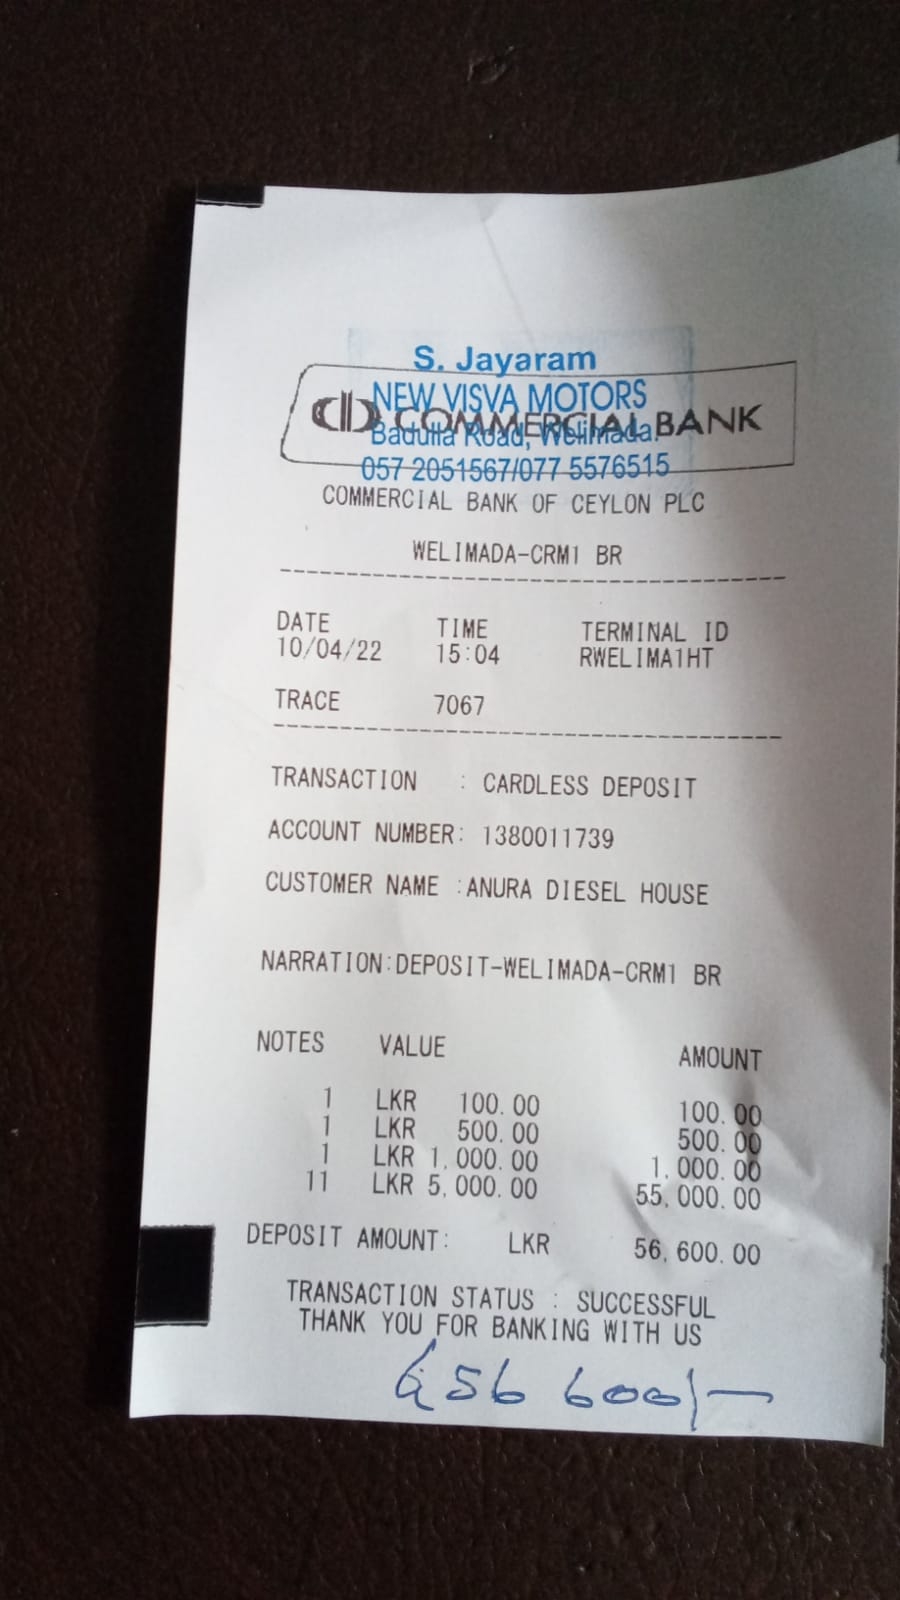 S. Jayaram
NEW VISVA MOTORS
COMMERCIAL BANK
Badulla Road, Welimada.
057 2051567/077 5576515
COMMERCIAL BANK OF CEYLON PLC
WELIMADA-CRM1 BR
DATE TIME TERMINAL ID
10/04/22 15:04 RWELIMA1HT
TRACE 7067
TRANSACTION : CARDLESS DEPOSIT
ACCOUNT NUMBER: 1380011739
CUSTOMER NAME :ANURA DIESEL HOUSE
NARRATION:DEPOSIT-WELIMADA-CRM1 BR
NOTES VALUE AMOUNT
1 LKR 100.00 100.00
1 LKR 500.00 500.00
1 LKR 1,000.00 1,000.00
11 LKR 5,000.00 55,000.00
DEPOSIT AMOUNT: LKR 56,600.00
TRANSACTION STATUS : SUCCESSFUL
THANK YOU FOR BANKING WITH US
56 600/-